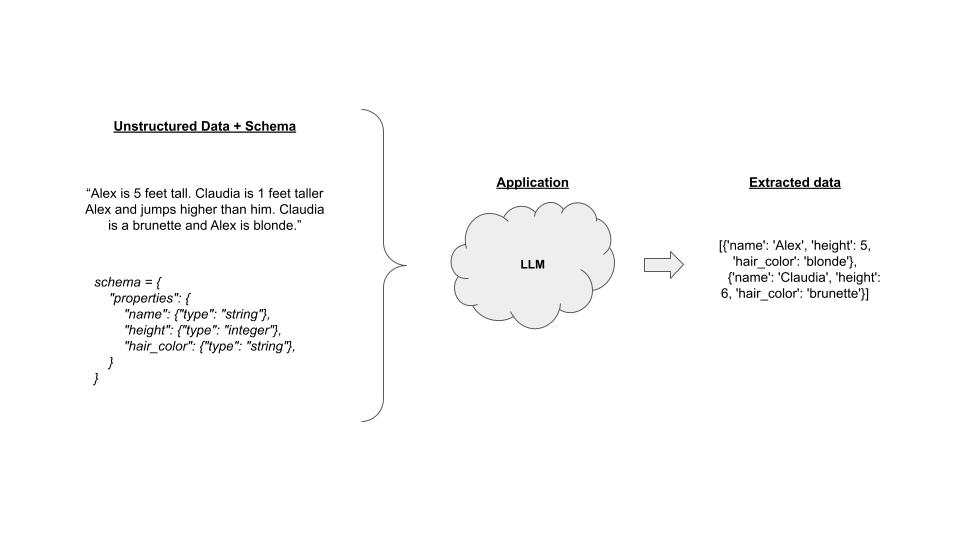 Unstructured Data + Schema
“Alex is 5 feet tall. Claudia is 1 feet taller
Alex and jumps higher than him. Claudia
is a brunette and Alex is blonde.”
schema = {
"properties": {
"name": {"type": "string"},
"height": {"type": "integer"},
"hair_color": {"type": "string"},
}
}
Application
LLM
Extracted data
[{'name': 'Alex', 'height': 5,
'hair_color': 'blonde'},
{'name': 'Claudia', 'height':
6, 'hair_color': 'brunette'}]